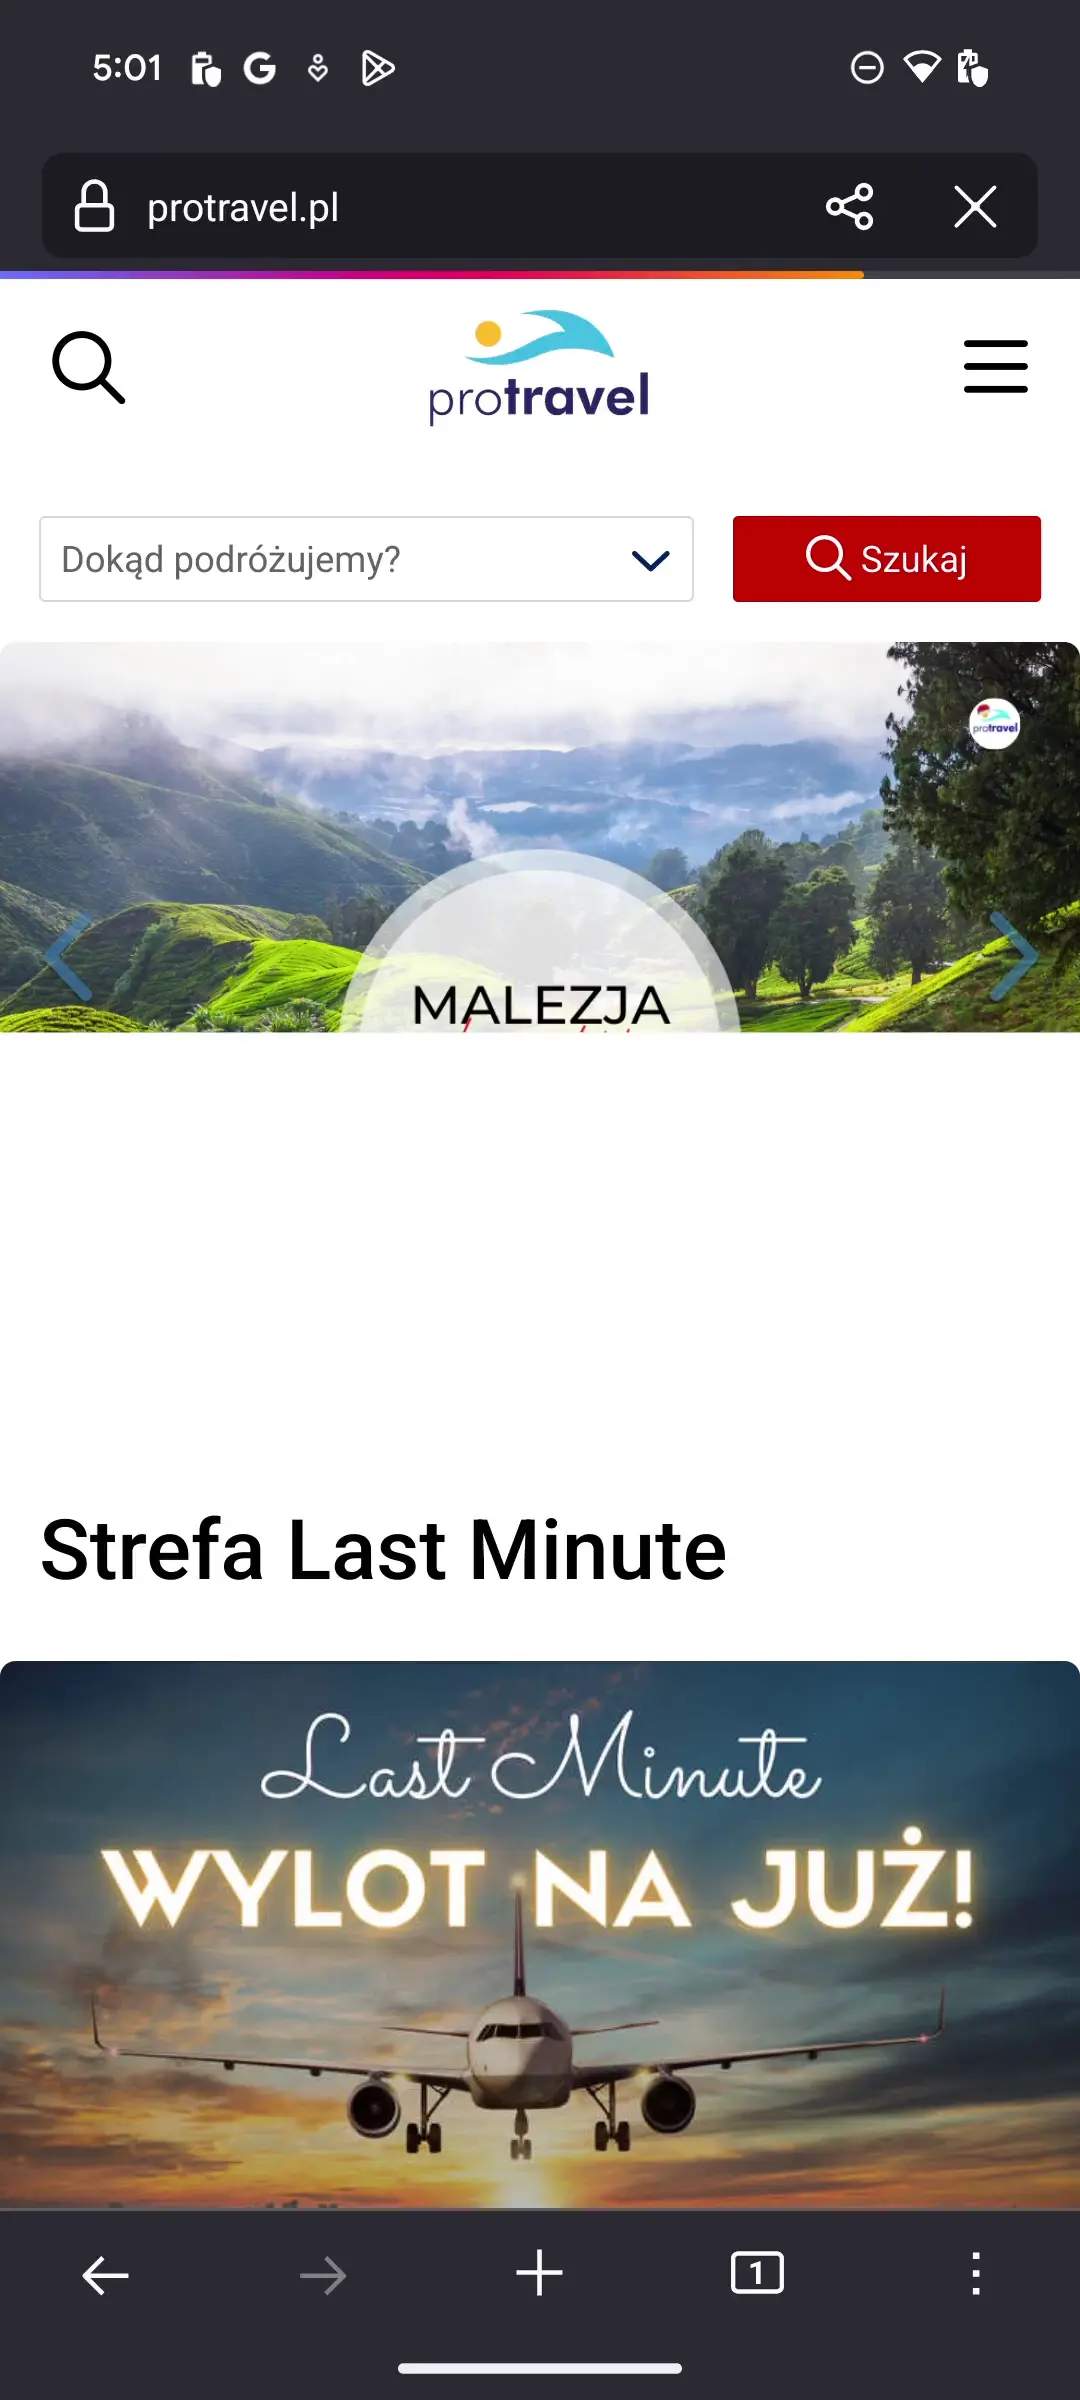 5:01
protravel.pl
protravel
Dokąd podróżujemy?
Szukaj
protravel
MALEZJA
Strefa Last Minute
Last Minute
WYLOT NA JUŻ!
1